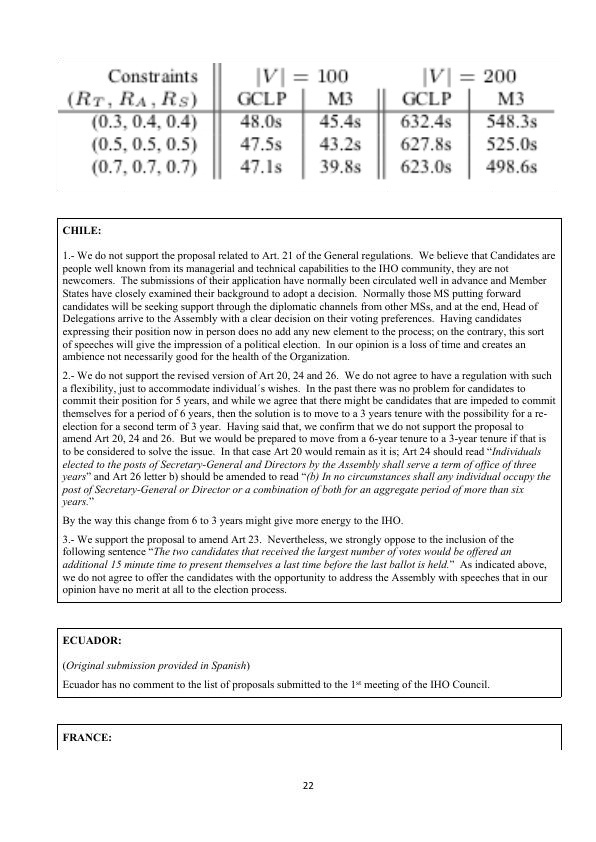 Constraints |V| = 100 |V| = 200
(R_T, R_A, R_S) GCLP M3 GCLP M3
(0.3, 0.4, 0.4) 48.0s 45.4s 632.4s 548.3s
(0.5, 0.5, 0.5) 47.5s 43.2s 627.8s 525.0s
(0.7, 0.7, 0.7) 47.1s 39.8s 623.0s 498.6s
CHILE:
1.- We do not support the proposal related to Art. 21 of the General regulations. We believe that Candidates are
people well known from its managerial and technical capabilities to the IHO community, they are not
newcomers. The submissions of their application have normally been circulated well in advance and Member
States have closely examined their background to adopt a decision. Normally those MS putting forward
candidates will be seeking support through the diplomatic channels from other MSs, and at the end, Head of
Delegations arrive to the Assembly with a clear decision on their voting preferences. Having candidates
expressing their position now in person does no add any new element to the process; on the contrary, this sort
of speeches will give the impression of a political election. In our opinion is a loss of time and creates an
ambience not necessarily good for the health of the Organization.
2.- We do not support the revised version of Art 20, 24 and 26. We do not agree to have a regulation with such
a flexibility, just to accommodate individual´s wishes. In the past there was no problem for candidates to
commit their position for 5 years, and while we agree that there might be candidates that are impeded to commit
themselves for a period of 6 years, then the solution is to move to a 3 years tenure with the possibility for a re-
election for a second term of 3 year. Having said that, we confirm that we do not support the proposal to
amend Art 20, 24 and 26. But we would be prepared to move from a 6-year tenure to a 3-year tenure if that is
to be considered to solve the issue. In that case Art 20 would remain as it is; Art 24 should read “Individuals
elected to the posts of Secretary-General and Directors by the Assembly shall serve a term of office of three
years” and Art 26 letter b) should be amended to read “(b) In no circumstances shall any individual occupy the
post of Secretary-General or Director or a combination of both for an aggregate period of more than six
years.”
By the way this change from 6 to 3 years might give more energy to the IHO.
3.- We support the proposal to amend Art 23. Nevertheless, we strongly oppose to the inclusion of the
following sentence “The two candidates that received the largest number of votes would be offered an
additional 15 minute time to present themselves a last time before the last ballot is held.” As indicated above,
we do not agree to offer the candidates with the opportunity to address the Assembly with speeches that in our
opinion have no merit at all to the election process.
ECUADOR:
(Original submission provided in Spanish)
Ecuador has no comment to the list of proposals submitted to the 1st meeting of the IHO Council.
FRANCE:
22